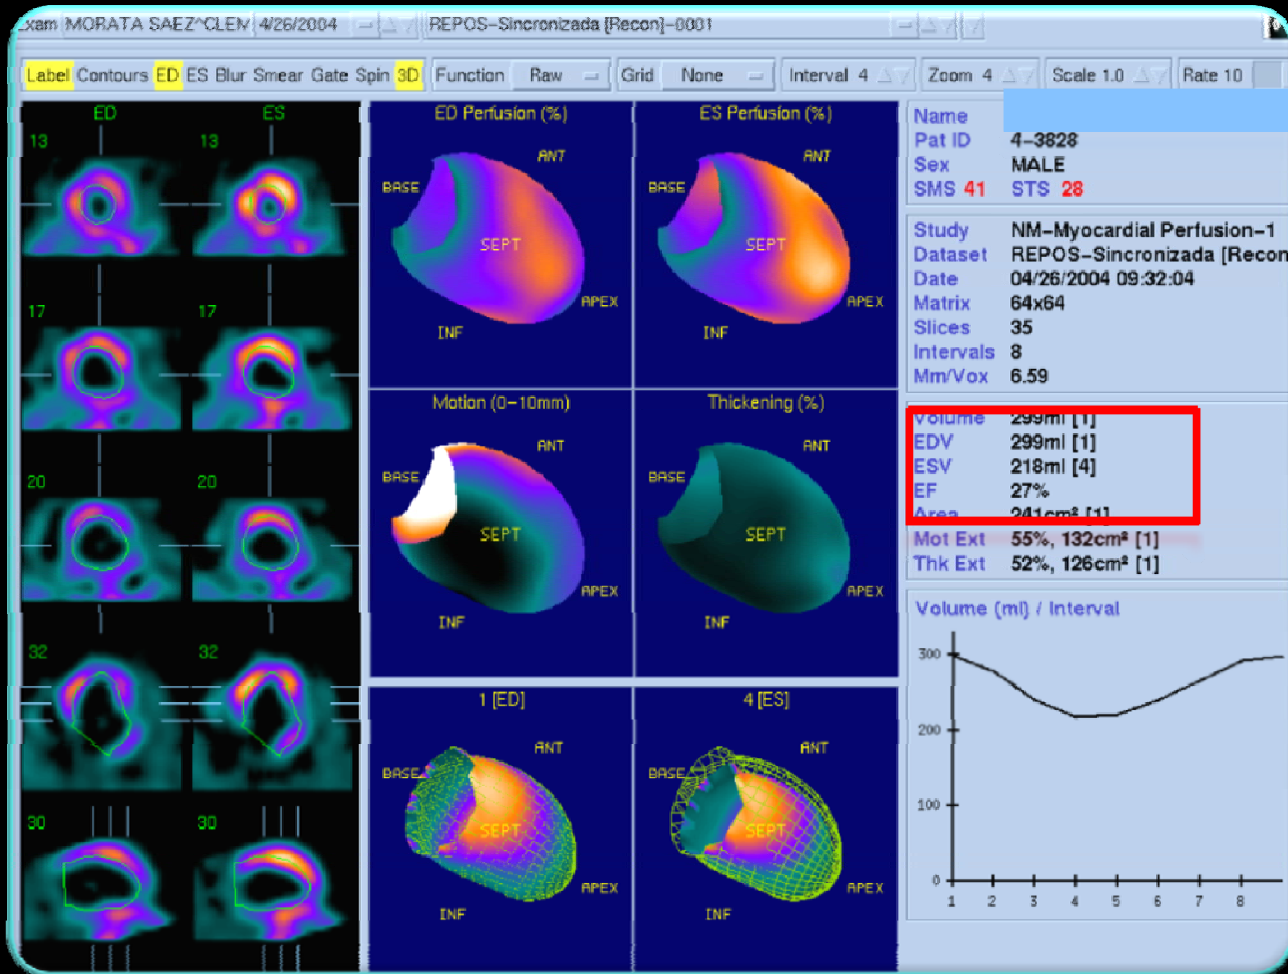 Exam MORATA SAEZ^CLEM 4/26/2004 REPOS-Sincronizada [Recon]-0001
Label Contours ED ES Blur Smear Gate Spin 3D Function Raw Grid None Interval 4 Zoom 4 Scale 1.0 Rate 10
ED ES
13 13
17 17
20 20
32 32
30 30
ED Perfusion (%)
ANT
BASE
SEPT
APEX
INF
ES Perfusion (%)
ANT
BASE
SEPT
APEX
INF
Motion (0-10mm)
ANT
BASE
SEPT
APEX
INF
Thickening (%)
ANT
BASE
SEPT
APEX
INF
1 [ED]
ANT
BASE
SEPT
APEX
INF
4 [ES]
ANT
BASE
SEPT
APEX
INF
Name
Pat ID 4-3828
Sex MALE
SMS 41 STS 28
Study NM-Myocardial Perfusion-1
Dataset REPOS-Sincronizada [Recon
Date 04/26/2004 09:32:04
Matrix 64x64
Slices 35
Intervals 8
Mm/Vox 6.59
Volume 299ml [1]
EDV 299ml [1]
ESV 218ml [4]
EF 27%
Area 241cm² [1]
Mot Ext 55%, 132cm² [1]
Thk Ext 52%, 126cm² [1]
Volume (ml) / Interval
300
200
100
0
1 2 3 4 5 6 7 8